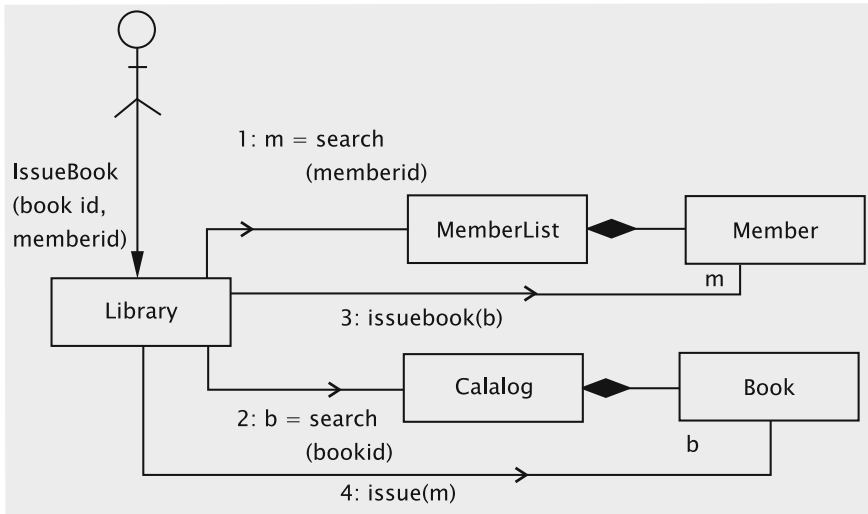 1: m = search
(memberid)
IssueBook
(book id,
memberid)
MemberList
Member
m
Library
3: issuebook(b)
Calalog
Book
2: b = search
(bookid)
b
4: issue(m)